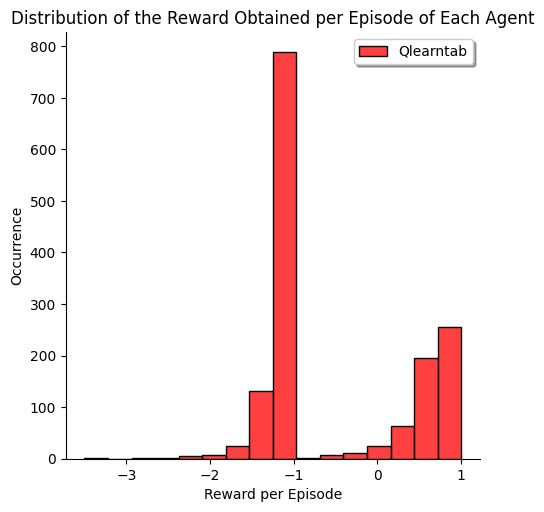 Distribution of the Reward Obtained per Episode of Each Agent
Qlearntab
800
700
600
500
400
300
200
100
0
Occurrence
−3 −2 −1 0 1
Reward per Episode